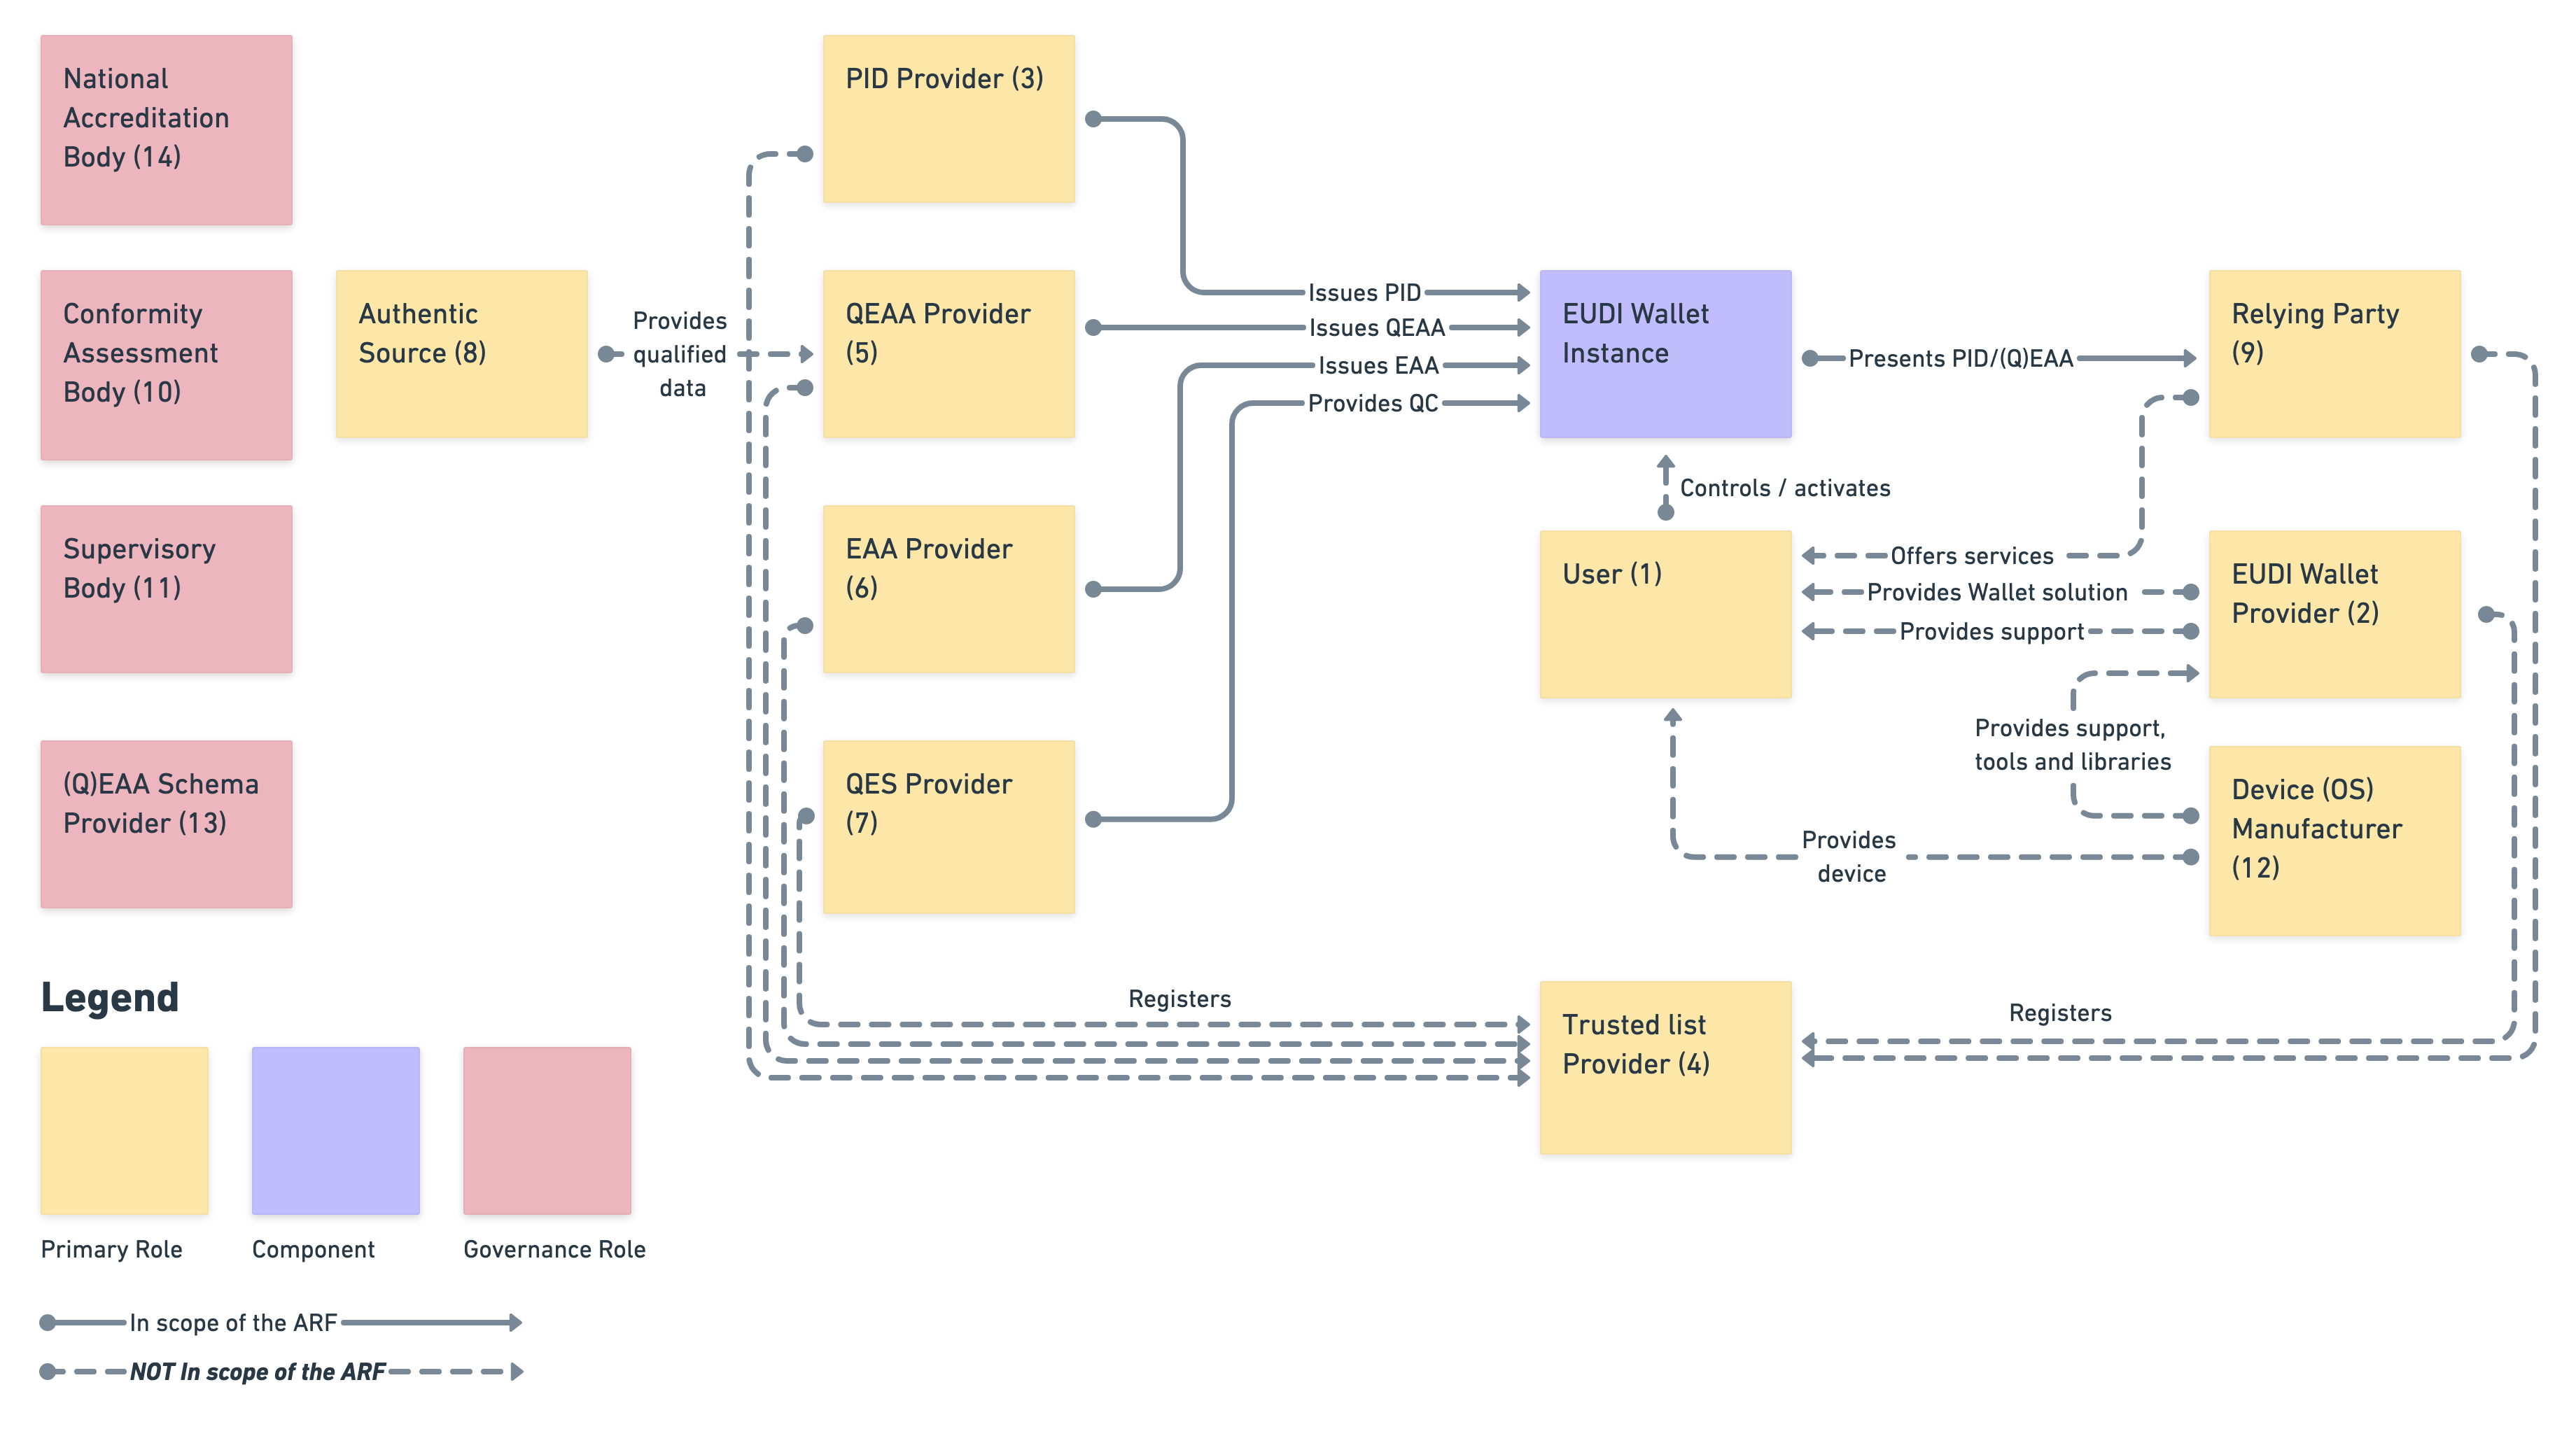 National
Accreditation
Body (14)
PID Provider (3)
Conformity
Assessment
Body (10)
Authentic
Source (8)
Provides
qualified
data
QEAA Provider
(5)
Issues PID
Issues QEAA
Issues EAA
Provides QC
EUDI Wallet
Instance
Presents PID/(Q)EAA
Relying Party
(9)
Controls / activates
Supervisory
Body (11)
EAA Provider
(6)
User (1)
Offers services
Provides Wallet solution
Provides support
EUDI Wallet
Provider (2)
Provides support,
tools and libraries
(Q)EAA Schema
Provider (13)
QES Provider
(7)
Provides
device
Device (OS)
Manufacturer
(12)
Registers
Trusted list
Provider (4)
Registers
Legend
Primary Role
Component
Governance Role
In scope of the ARF
NOT In scope of the ARF